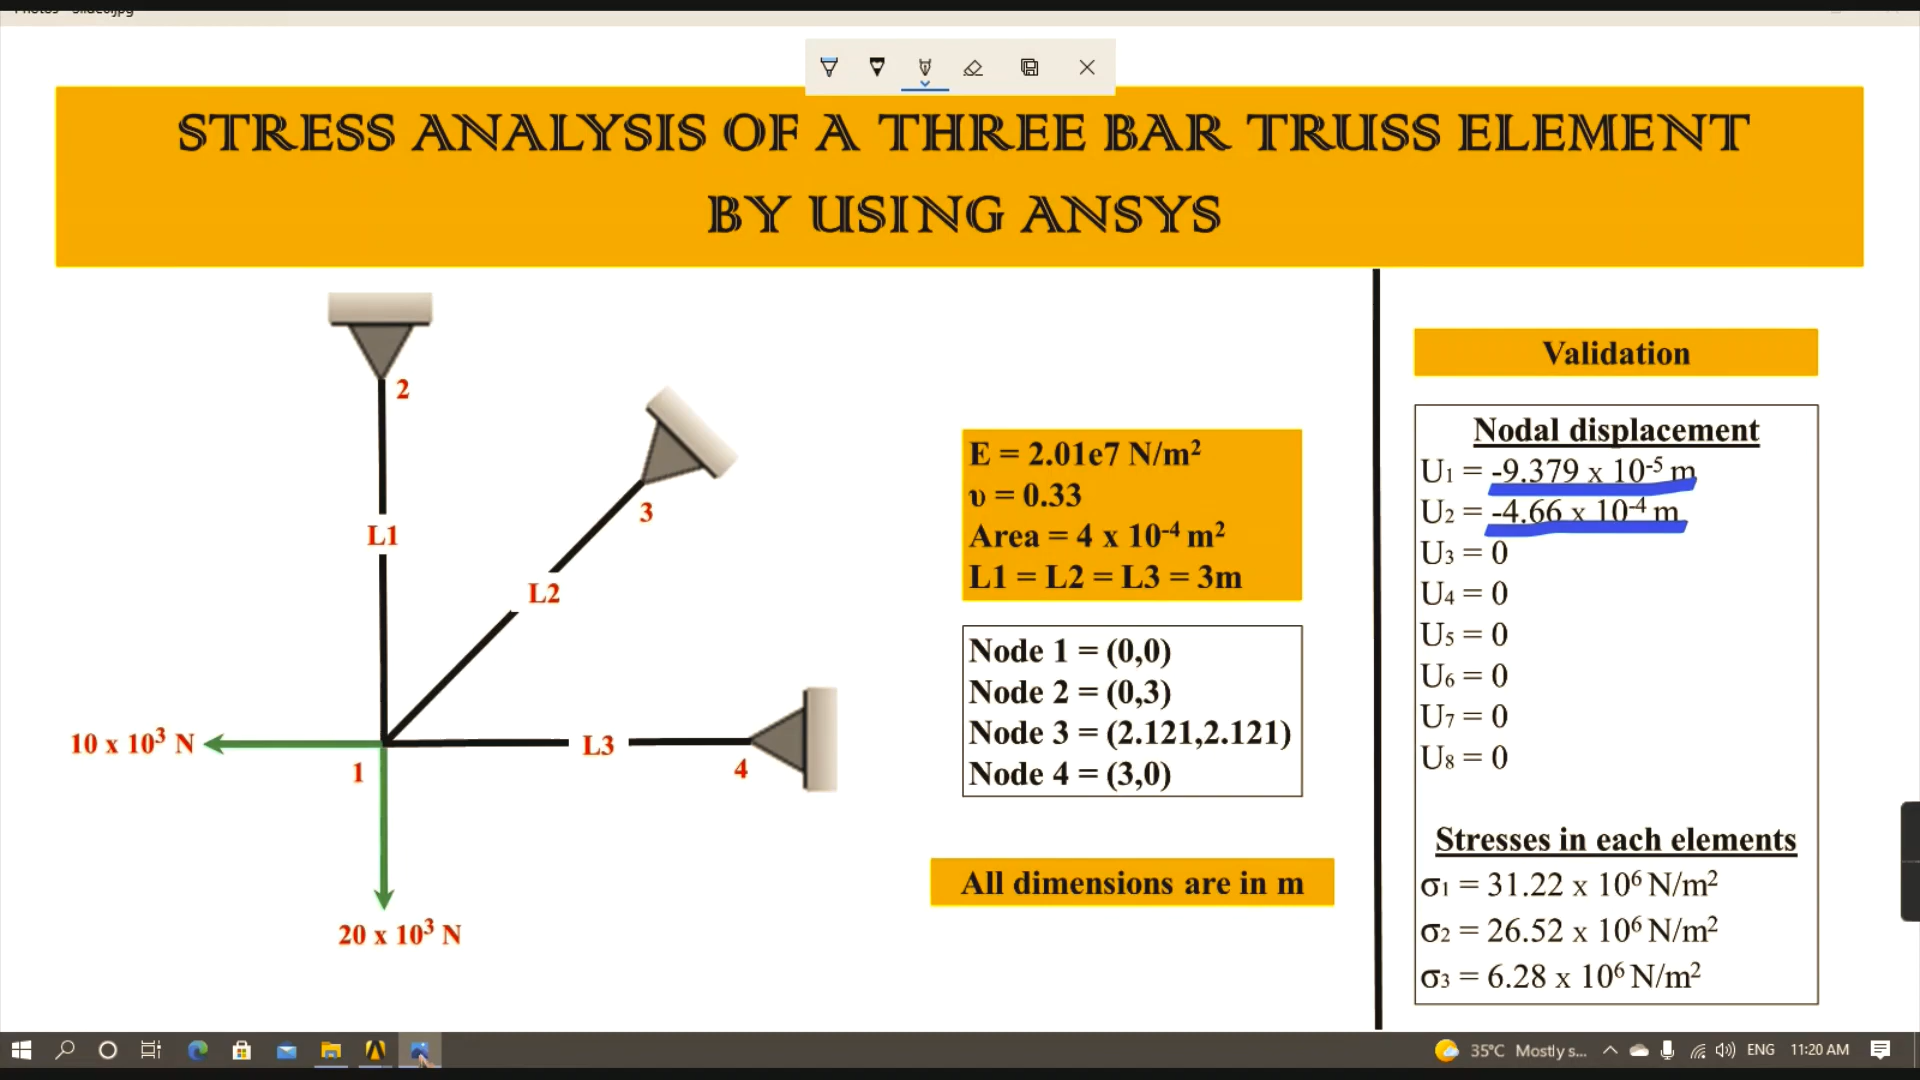 STRESS ANALYSIS OF A THREE BAR TRUSS ELEMENT
BY USING ANSYS
2
3
L1
L2
L3
10 x 10³ N
1
4
20 x 10³ N
E = 2.01e7 N/m²
υ = 0.33
Area = 4 x 10⁻⁴ m²
L1 = L2 = L3 = 3m
Node 1 = (0,0)
Node 2 = (0,3)
Node 3 = (2.121,2.121)
Node 4 = (3,0)
All dimensions are in m
Validation
Nodal displacement
U₁ = -9.379 x 10⁻⁵ m
U₂ = -4.66 x 10⁻⁴ m
U₃ = 0
U₄ = 0
U₅ = 0
U₆ = 0
U₇ = 0
U₈ = 0
Stresses in each elements
σ₁ = 31.22 x 10⁶ N/m²
σ₂ = 26.52 x 10⁶ N/m²
σ₃ = 6.28 x 10⁶ N/m²
35°C Mostly s...
ENG
11:20 AM